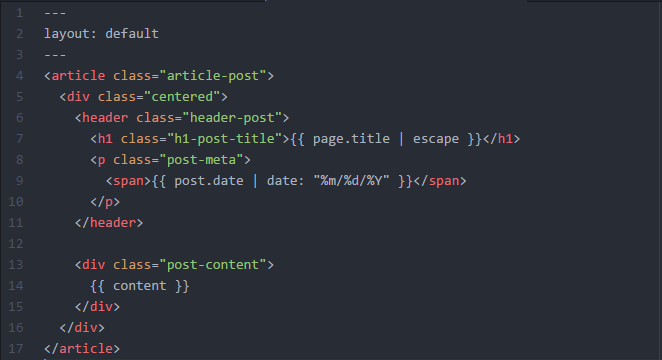 1 ---
2 layout: default
3 ---
4 <article class="article-post">
5   <div class="centered">
6     <header class="header-post">
7       <h1 class="h1-post-title">{{ page.title | escape }}</h1>
8       <p class="post-meta">
9         <span>{{ post.date | date: "%m/%d/%Y" }}</span>
10       </p>
11     </header>
12
13     <div class="post-content">
14       {{ content }}
15     </div>
16   </div>
17 </article>